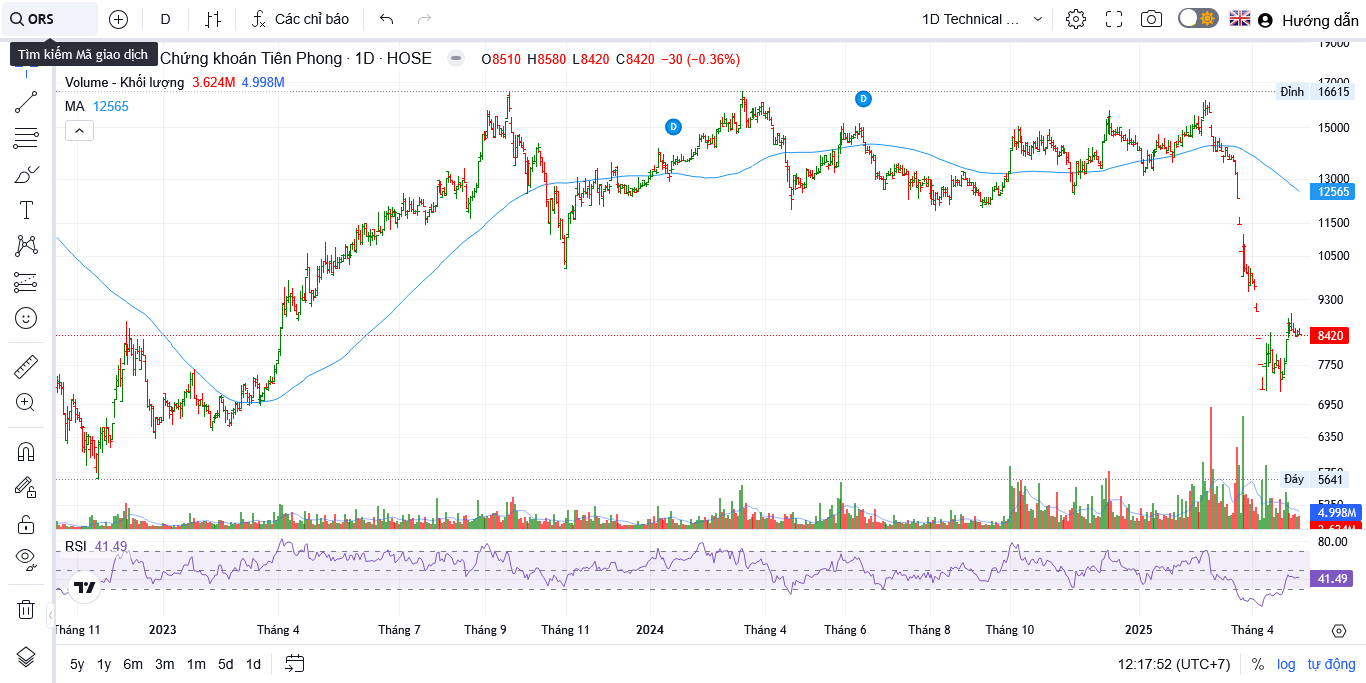 ORS
D
Các chỉ báo
1D Technical ...
Hướng dẫn
Tìm kiếm Mã giao dịch
Chứng khoán Tiên Phong · 1D · HOSE
O8510 H8580 L8420 C8420 −30 (−0.36%)
Volume - Khối lượng 3.624M 4.998M
MA 12565
D
D
19000
17000
Đỉnh 16615
15000
13000
12565
11500
10500
9300
8420
7750
6950
6350
5750
Đáy 5641
5250
4.998M
3.624M
RSI 41.49
80.00
41.49
Tháng 11 2023 Tháng 4 Tháng 7 Tháng 9 Tháng 11 2024 Tháng 4 Tháng 6 Tháng 8 Tháng 10 2025 Tháng 4
5y 1y 6m 3m 1m 5d 1d
12:17:52 (UTC+7) % log tự động